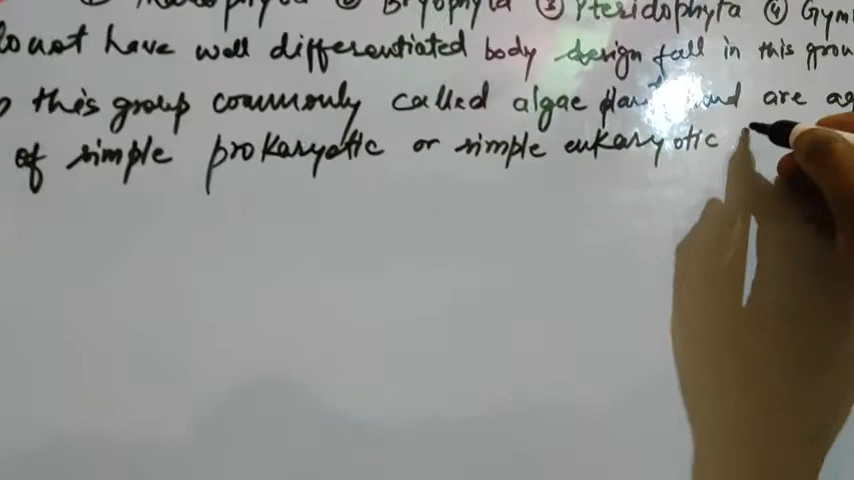 Bryophyta ③ Pteridophyta ④ Gym
do not have well differentiated body design fall in this grou
this group commonly called algae and are ag
of simple prokaryotic or simple eukaryotic